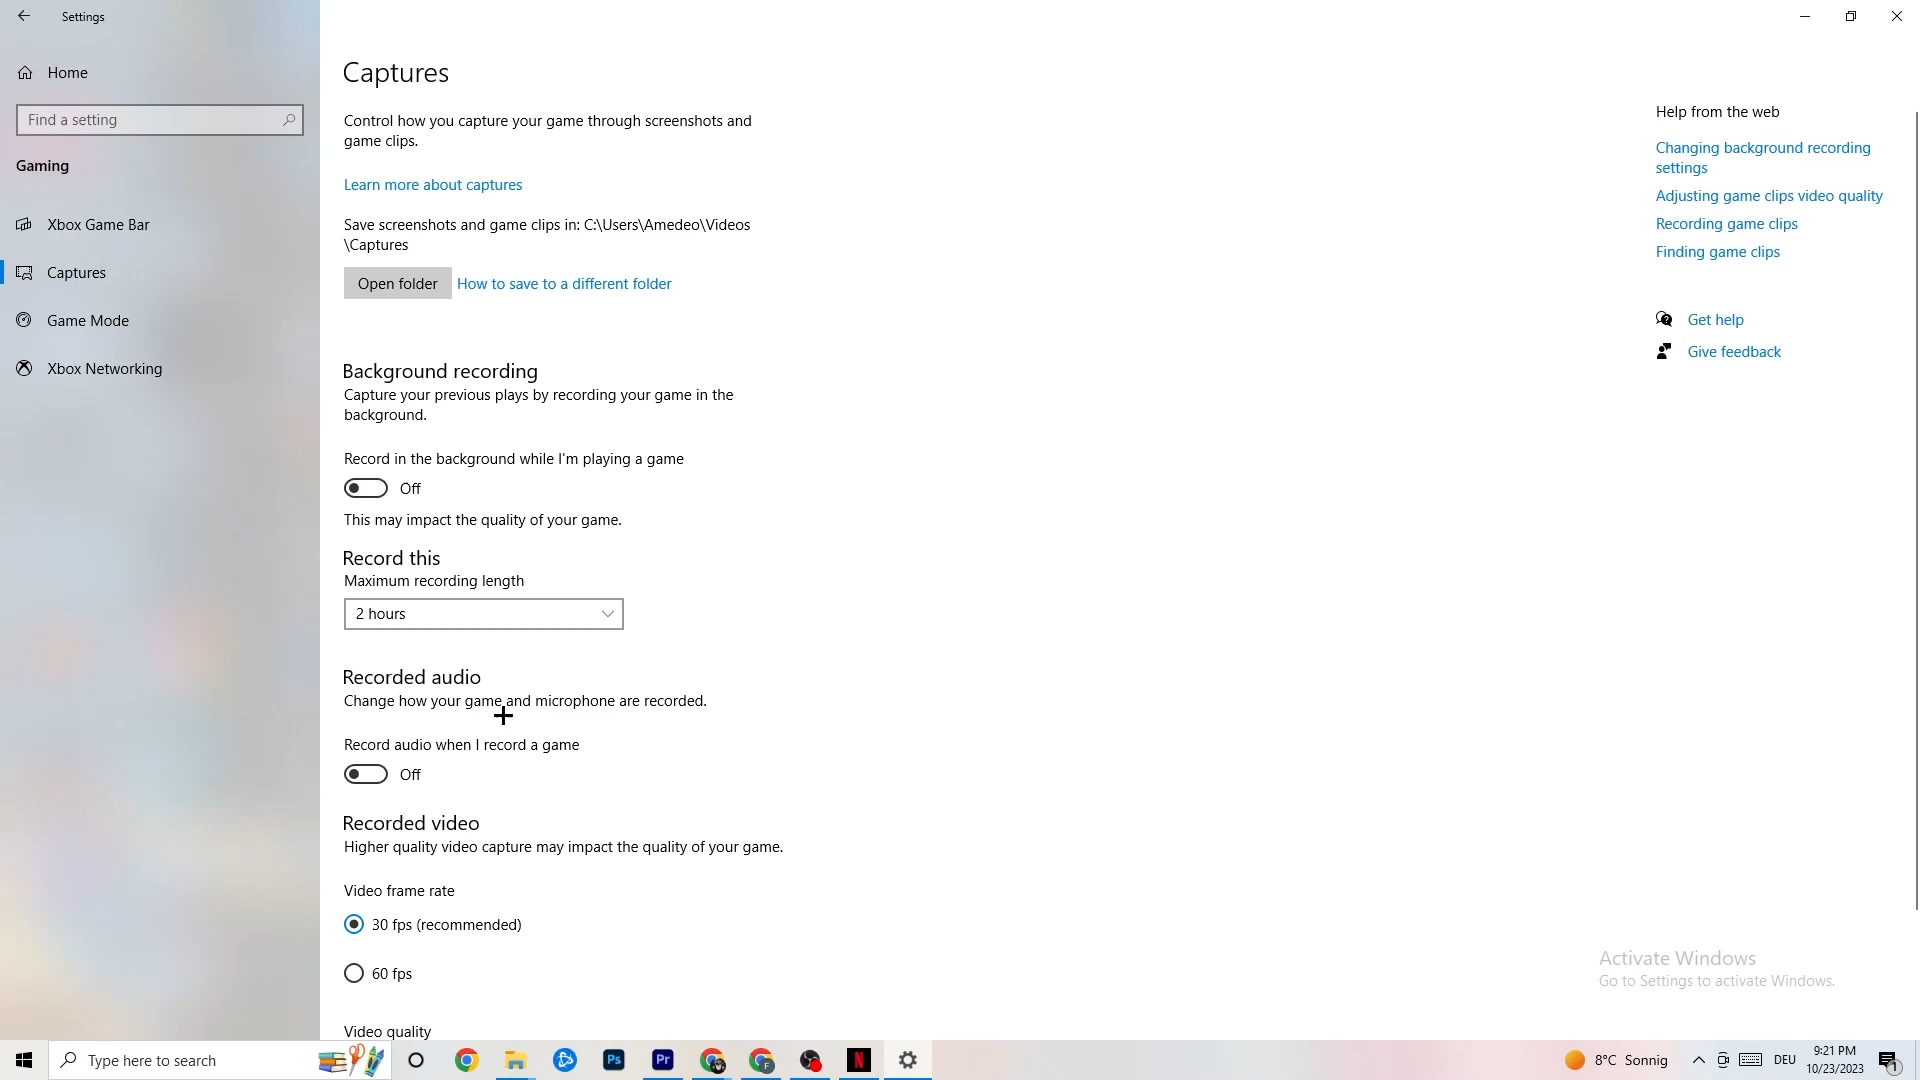 Settings
Home
Find a setting
Gaming
Xbox Game Bar
Captures
Game Mode
Xbox Networking
Captures
Control how you capture your game through screenshots and
game clips.
Learn more about captures
Save screenshots and game clips in: C:\Users\Amedeo\Videos
\Captures
Open folder
How to save to a different folder
Background recording
Capture your previous plays by recording your game in the
background.
Record in the background while I'm playing a game
Off
This may impact the quality of your game.
Record this
Maximum recording length
2 hours
Recorded audio
Change how your game and microphone are recorded.
Record audio when I record a game
Off
Recorded video
Higher quality video capture may impact the quality of your game.
Video frame rate
30 fps (recommended)
60 fps
Video quality
Help from the web
Changing background recording
settings
Adjusting game clips video quality
Recording game clips
Finding game clips
Get help
Give feedback
Activate Windows
Go to Settings to activate Windows.
Type here to search
Ps
Pr
F
N
8°C Sonnig
DEU
9:21 PM
10/23/2023
1